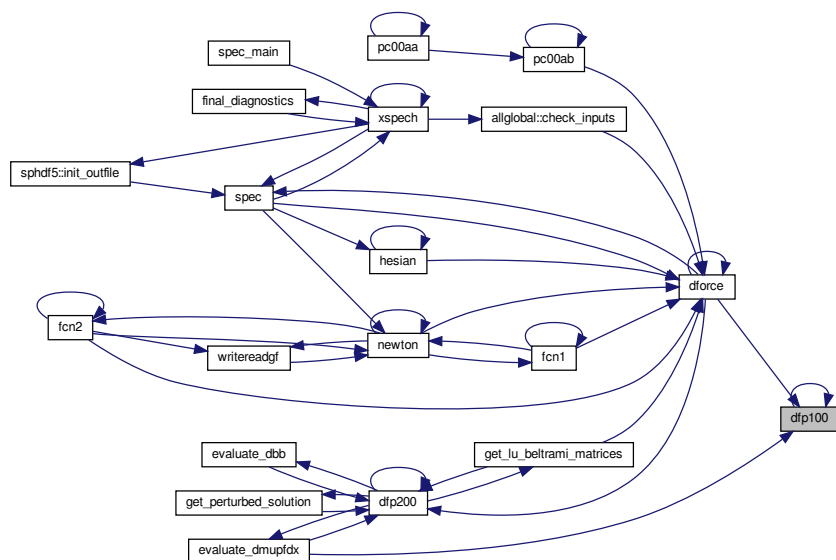 pc00aa
spec_main
pc00ab
final_diagnostics
xspech
allglobal::check_inputs
sphdf5::init_outfile
spec
hesian
dforce
fcn2
newton
writereadgf
fcn1
dfp100
evaluate_dbb
get_lu_beltrami_matrices
get_perturbed_solution
dfp200
evaluate_dmupfdx